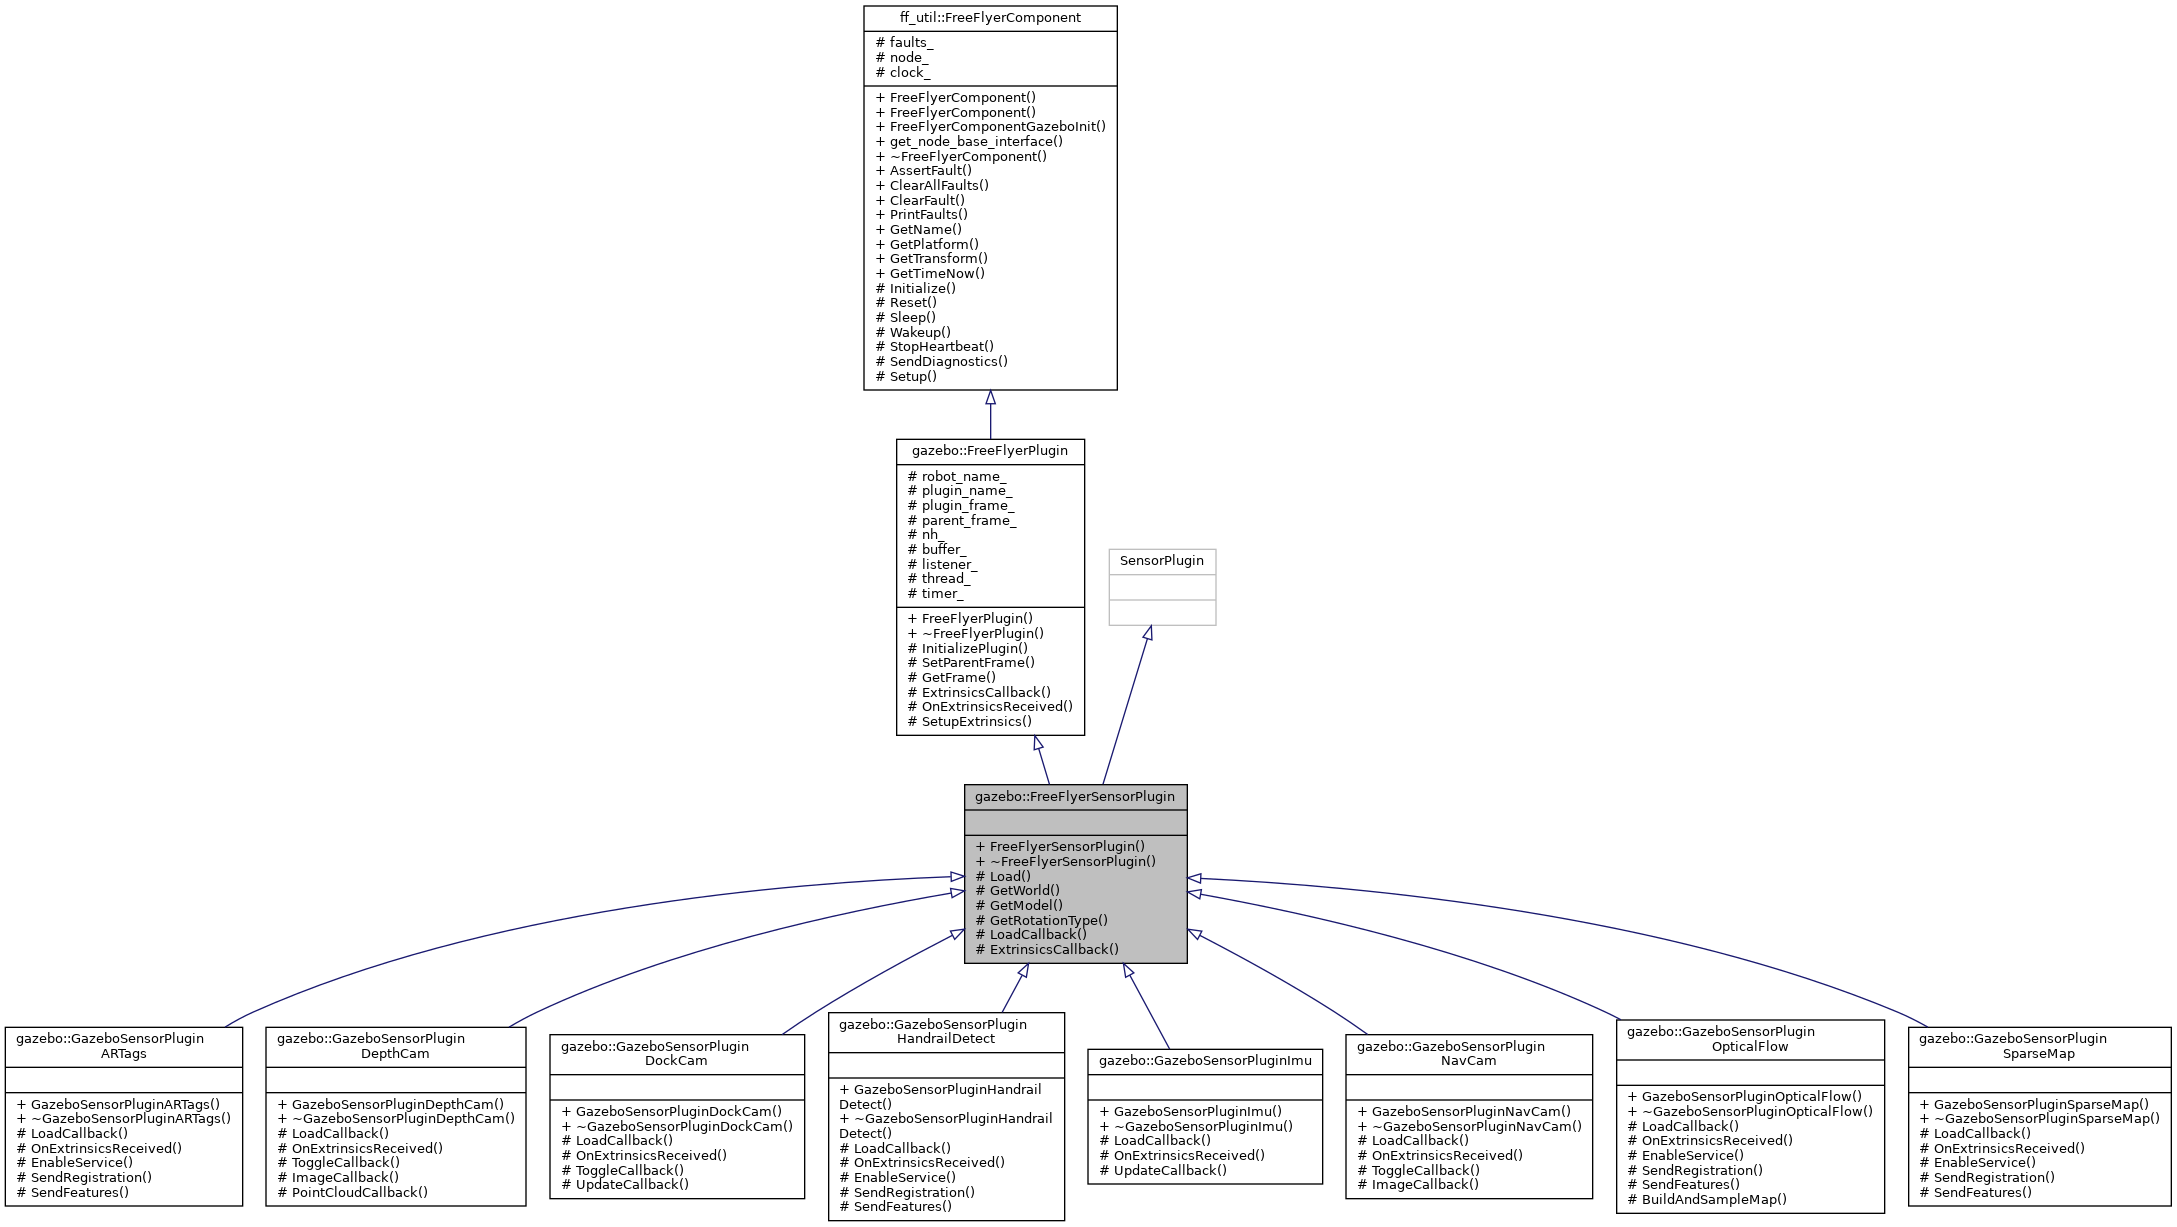 ff_util::FreeFlyerComponent
# faults_
# node_
# clock_
+ FreeFlyerComponent()
+ FreeFlyerComponent()
+ FreeFlyerComponentGazeboInit()
+ get_node_base_interface()
+ ~FreeFlyerComponent()
+ AssertFault()
+ ClearAllFaults()
+ ClearFault()
+ PrintFaults()
+ GetName()
+ GetPlatform()
+ GetTransform()
+ GetTimeNow()
# Initialize()
# Reset()
# Sleep()
# Wakeup()
# StopHeartbeat()
# SendDiagnostics()
# Setup()
gazebo::FreeFlyerPlugin
# robot_name_
# plugin_name_
# plugin_frame_
# parent_frame_
# nh_
# buffer_
# listener_
# thread_
# timer_
+ FreeFlyerPlugin()
+ ~FreeFlyerPlugin()
# InitializePlugin()
# SetParentFrame()
# GetFrame()
# ExtrinsicsCallback()
# OnExtrinsicsReceived()
# SetupExtrinsics()
SensorPlugin
gazebo::FreeFlyerSensorPlugin
+ FreeFlyerSensorPlugin()
+ ~FreeFlyerSensorPlugin()
# Load()
# GetWorld()
# GetModel()
# GetRotationType()
# LoadCallback()
# ExtrinsicsCallback()
gazebo::GazeboSensorPlugin
ARTags
+ GazeboSensorPluginARTags()
+ ~GazeboSensorPluginARTags()
# LoadCallback()
# OnExtrinsicsReceived()
# EnableService()
# SendRegistration()
# SendFeatures()
gazebo::GazeboSensorPlugin
DepthCam
+ GazeboSensorPluginDepthCam()
+ ~GazeboSensorPluginDepthCam()
# LoadCallback()
# OnExtrinsicsReceived()
# ToggleCallback()
# ImageCallback()
# PointCloudCallback()
gazebo::GazeboSensorPlugin
DockCam
+ GazeboSensorPluginDockCam()
+ ~GazeboSensorPluginDockCam()
# LoadCallback()
# OnExtrinsicsReceived()
# ToggleCallback()
# UpdateCallback()
gazebo::GazeboSensorPlugin
HandrailDetect
+ GazeboSensorPluginHandrail
Detect()
+ ~GazeboSensorPluginHandrail
Detect()
# LoadCallback()
# OnExtrinsicsReceived()
# EnableService()
# SendRegistration()
# SendFeatures()
gazebo::GazeboSensorPluginImu
+ GazeboSensorPluginImu()
+ ~GazeboSensorPluginImu()
# LoadCallback()
# OnExtrinsicsReceived()
# UpdateCallback()
gazebo::GazeboSensorPlugin
NavCam
+ GazeboSensorPluginNavCam()
+ ~GazeboSensorPluginNavCam()
# LoadCallback()
# OnExtrinsicsReceived()
# ToggleCallback()
# ImageCallback()
gazebo::GazeboSensorPlugin
OpticalFlow
+ GazeboSensorPluginOpticalFlow()
+ ~GazeboSensorPluginOpticalFlow()
# LoadCallback()
# OnExtrinsicsReceived()
# EnableService()
# SendRegistration()
# SendFeatures()
# BuildAndSampleMap()
gazebo::GazeboSensorPlugin
SparseMap
+ GazeboSensorPluginSparseMap()
+ ~GazeboSensorPluginSparseMap()
# LoadCallback()
# OnExtrinsicsReceived()
# EnableService()
# SendRegistration()
# SendFeatures()